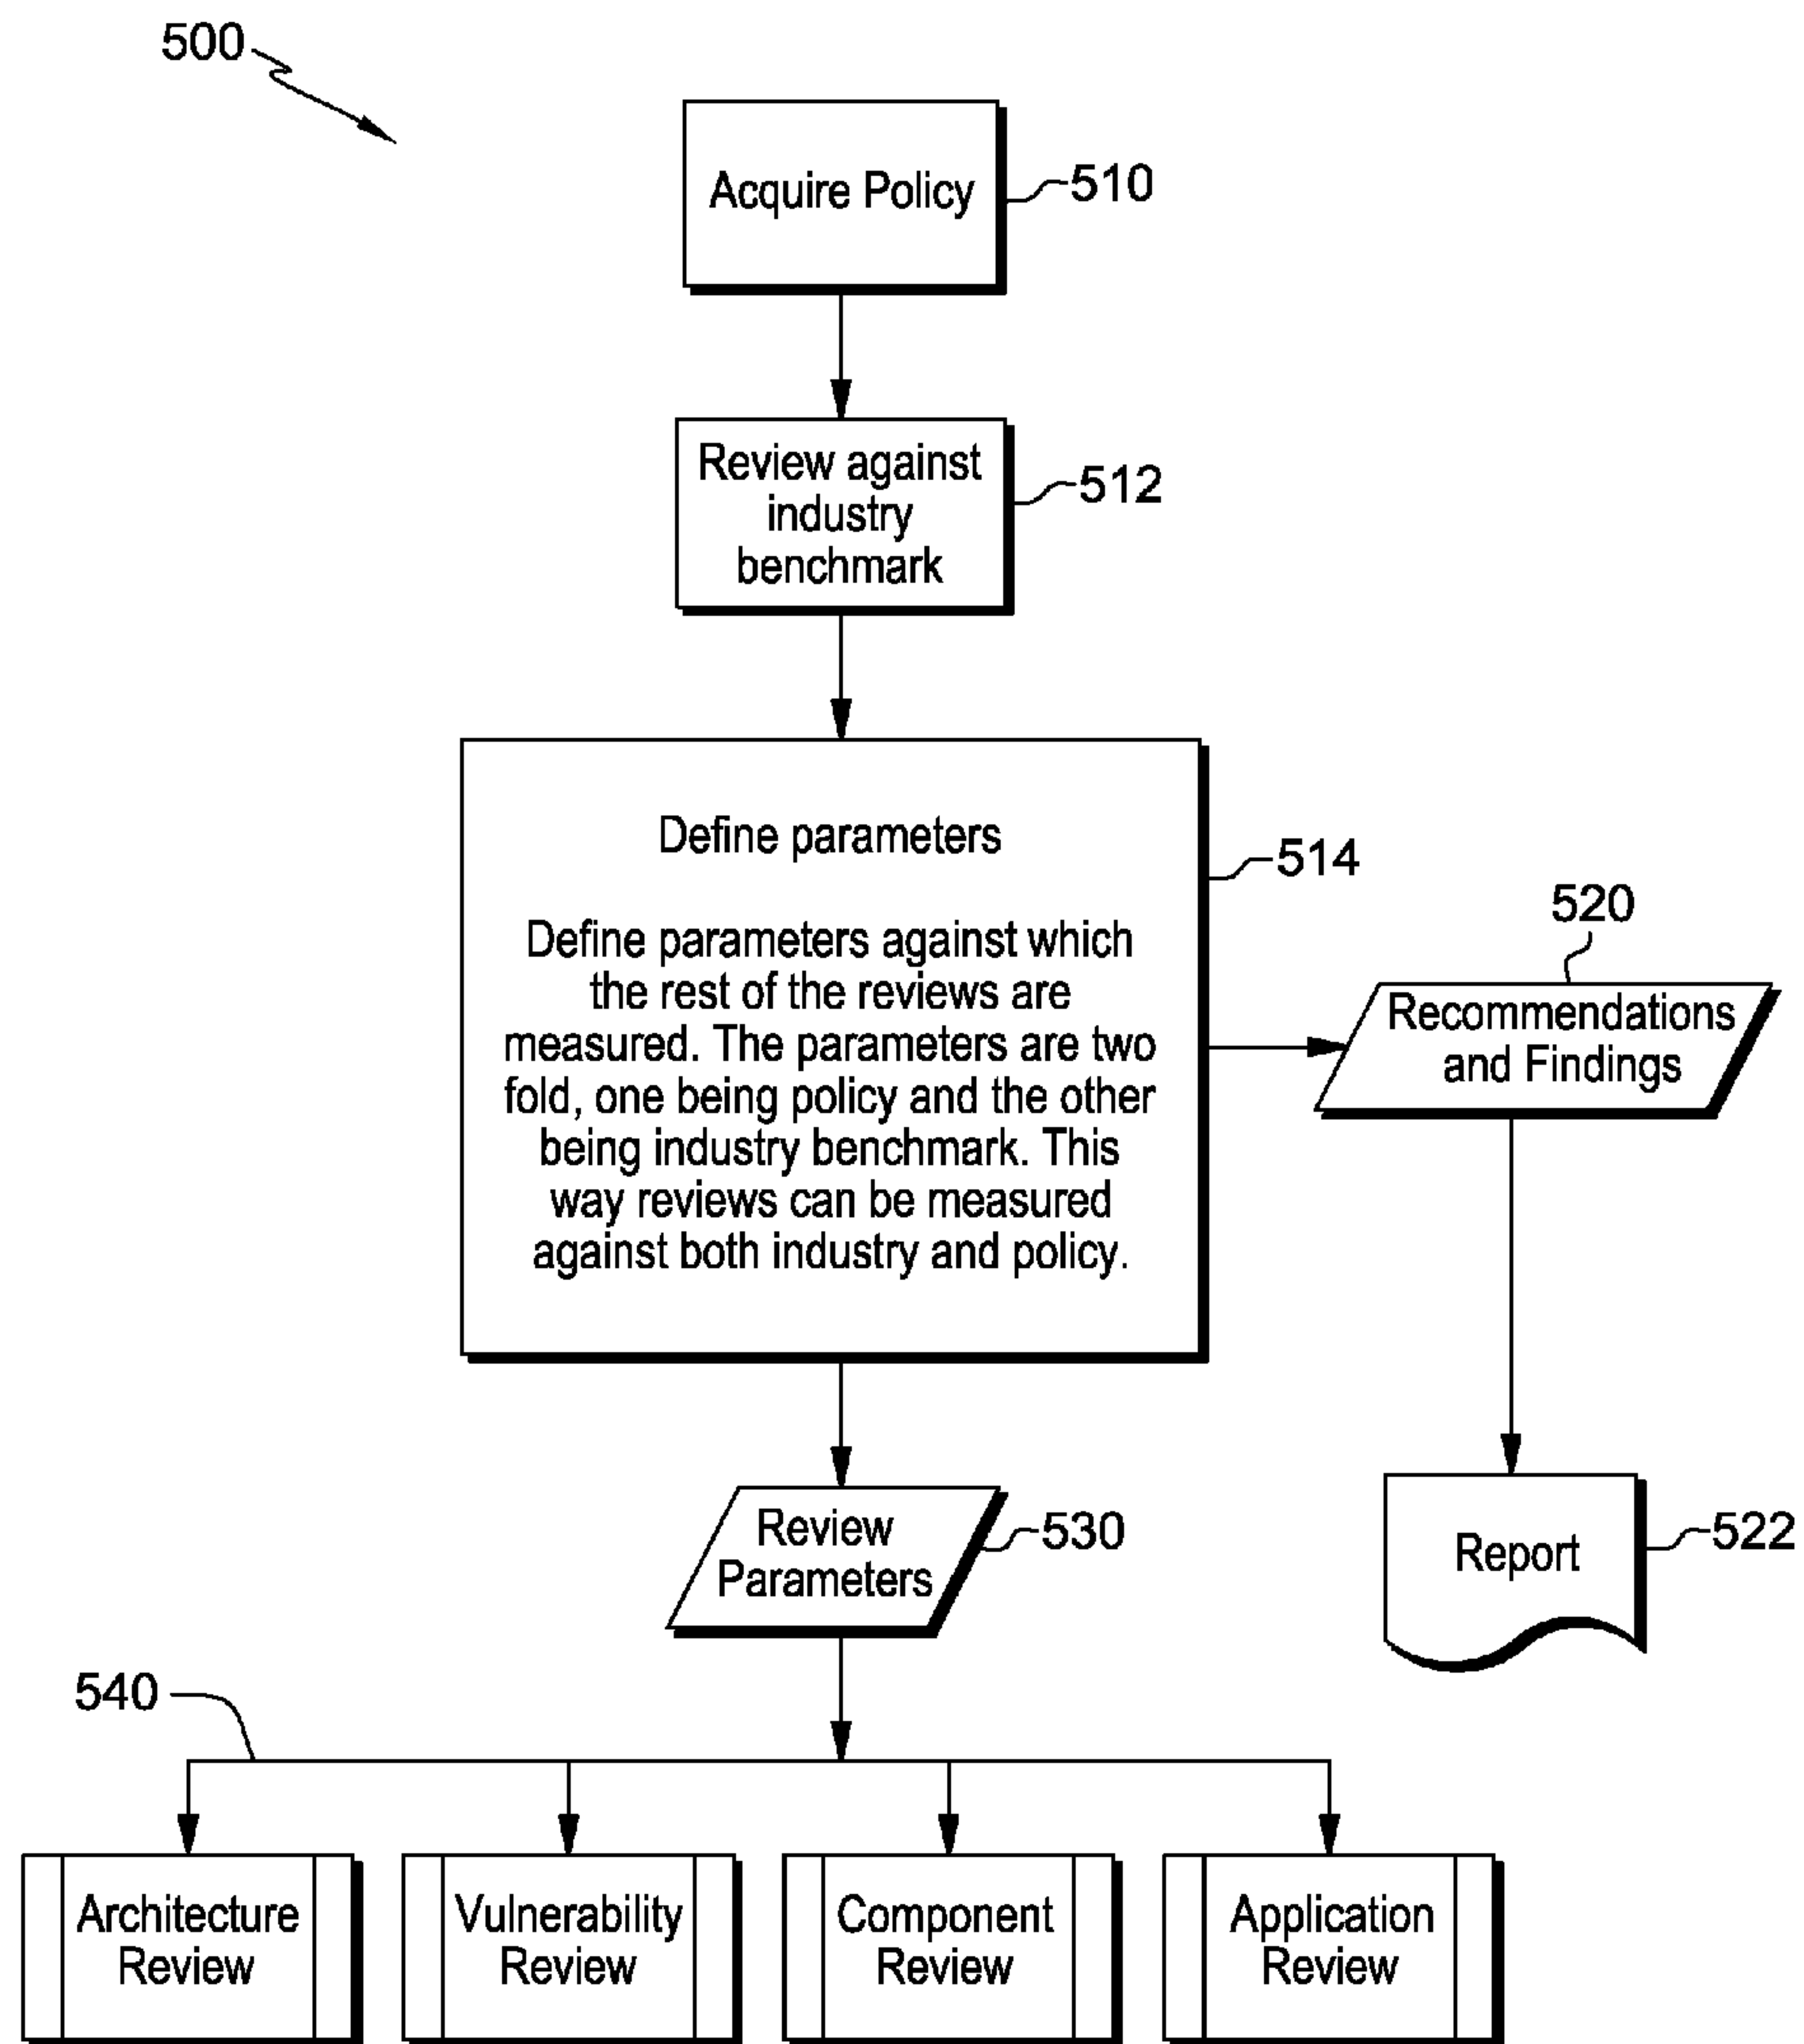 500
Acquire Policy
510
Review against
industry
benchmark
512
Define parameters
514
Define parameters against which
the rest of the reviews are
measured. The parameters are two
fold, one being policy and the other
being industry benchmark. This
way reviews can be measured
against both industry and policy.
520
Recommendations
and Findings
Review
Parameters
530
Report
522
540
Architecture
Review
Vulnerability
Review
Component
Review
Application
Review